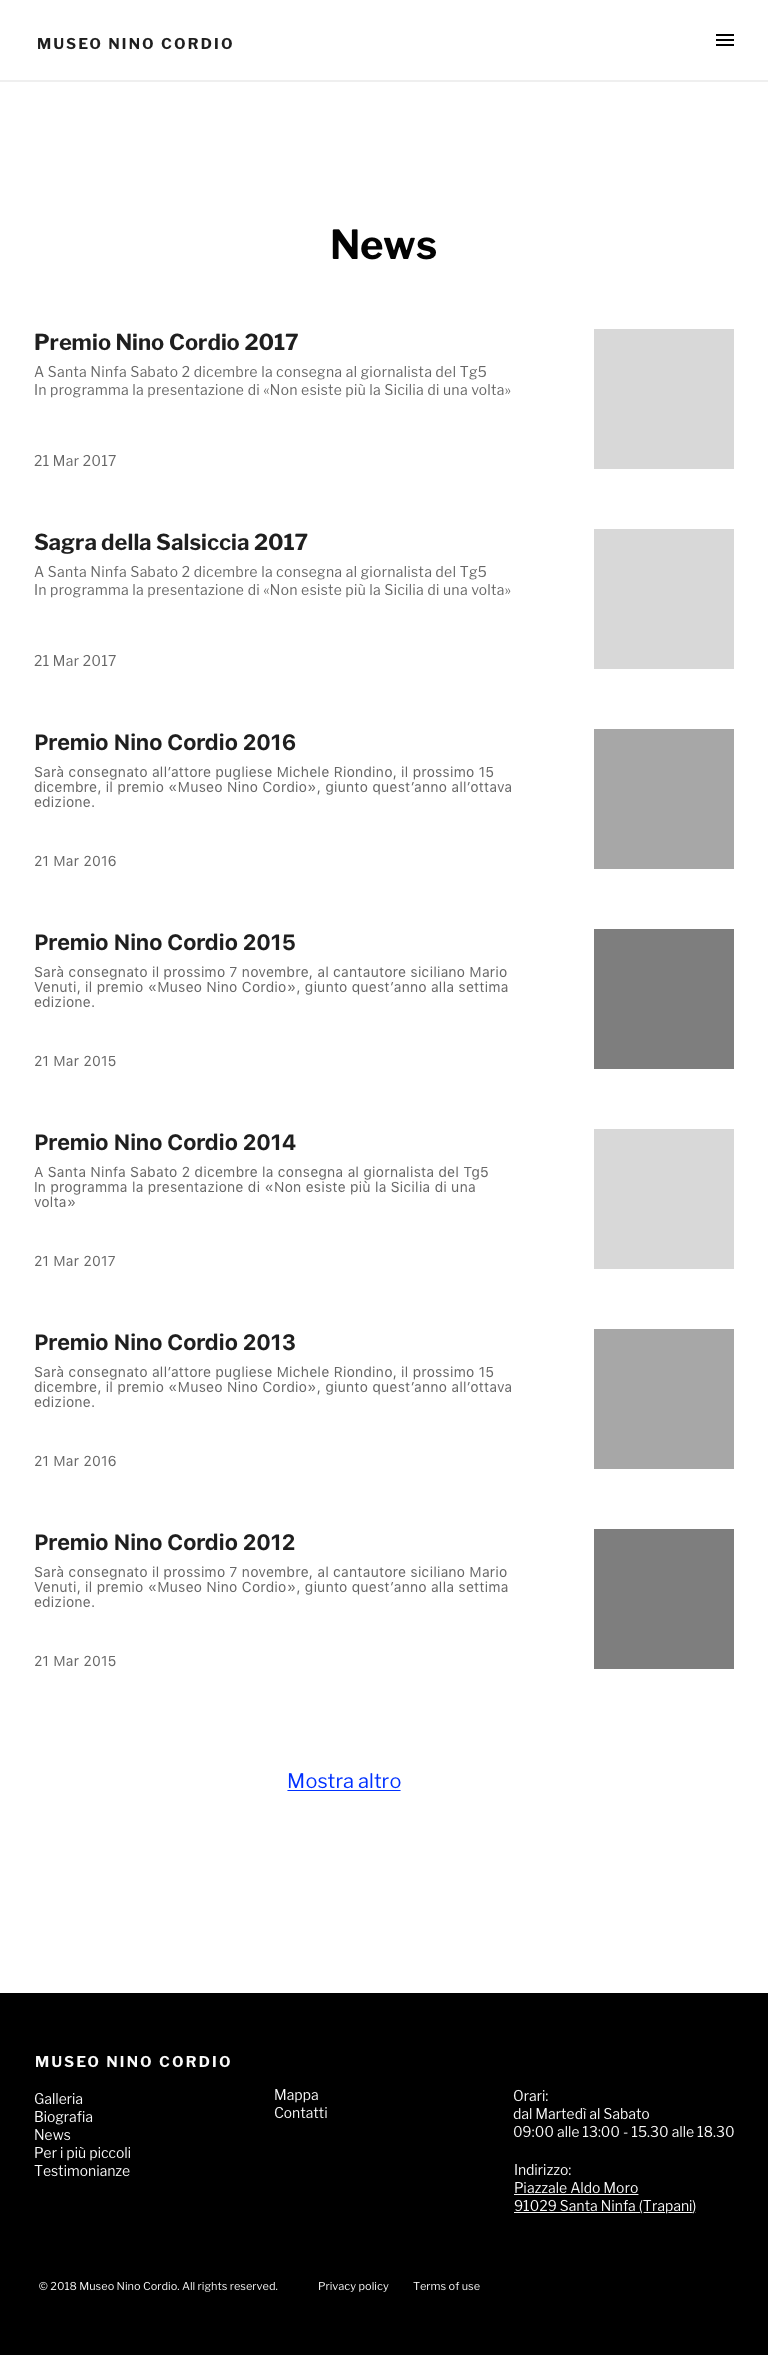 MUSEO NINO CORDIO
News
Premio Nino Cordio 2017
A Santa Ninfa Sabato 2 dicembre la consegna al giornalista del Tg5
In programma la presentazione di «Non esiste più la Sicilia di una volta»
21 Mar 2017
Sagra della Salsiccia 2017
A Santa Ninfa Sabato 2 dicembre la consegna al giornalista del Tg5
In programma la presentazione di «Non esiste più la Sicilia di una volta»
21 Mar 2017
Premio Nino Cordio 2016
Sarà consegnato all’attore pugliese Michele Riondino, il prossimo 15
dicembre, il premio «Museo Nino Cordio», giunto quest’anno all’ottava
edizione.
21 Mar 2016
Premio Nino Cordio 2015
Sarà consegnato il prossimo 7 novembre, al cantautore siciliano Mario
Venuti, il premio «Museo Nino Cordio», giunto quest’anno alla settima
edizione.
21 Mar 2015
Premio Nino Cordio 2014
A Santa Ninfa Sabato 2 dicembre la consegna al giornalista del Tg5
In programma la presentazione di «Non esiste più la Sicilia di una
volta»
21 Mar 2017
Premio Nino Cordio 2013
Sarà consegnato all’attore pugliese Michele Riondino, il prossimo 15
dicembre, il premio «Museo Nino Cordio», giunto quest’anno all’ottava
edizione.
21 Mar 2016
Premio Nino Cordio 2012
Sarà consegnato il prossimo 7 novembre, al cantautore siciliano Mario
Venuti, il premio «Museo Nino Cordio», giunto quest’anno alla settima
edizione.
21 Mar 2015
Mostra altro
MUSEO NINO CORDIO
Galleria
Biografia
News
Per i più piccoli
Testimonianze
Mappa
Contatti
Orari:
dal Martedì al Sabato
09:00 alle 13:00 - 15.30 alle 18.30
Indirizzo:
Piazzale Aldo Moro
91029 Santa Ninfa (Trapani)
© 2018 Museo Nino Cordio. All rights reserved. Privacy policy Terms of use